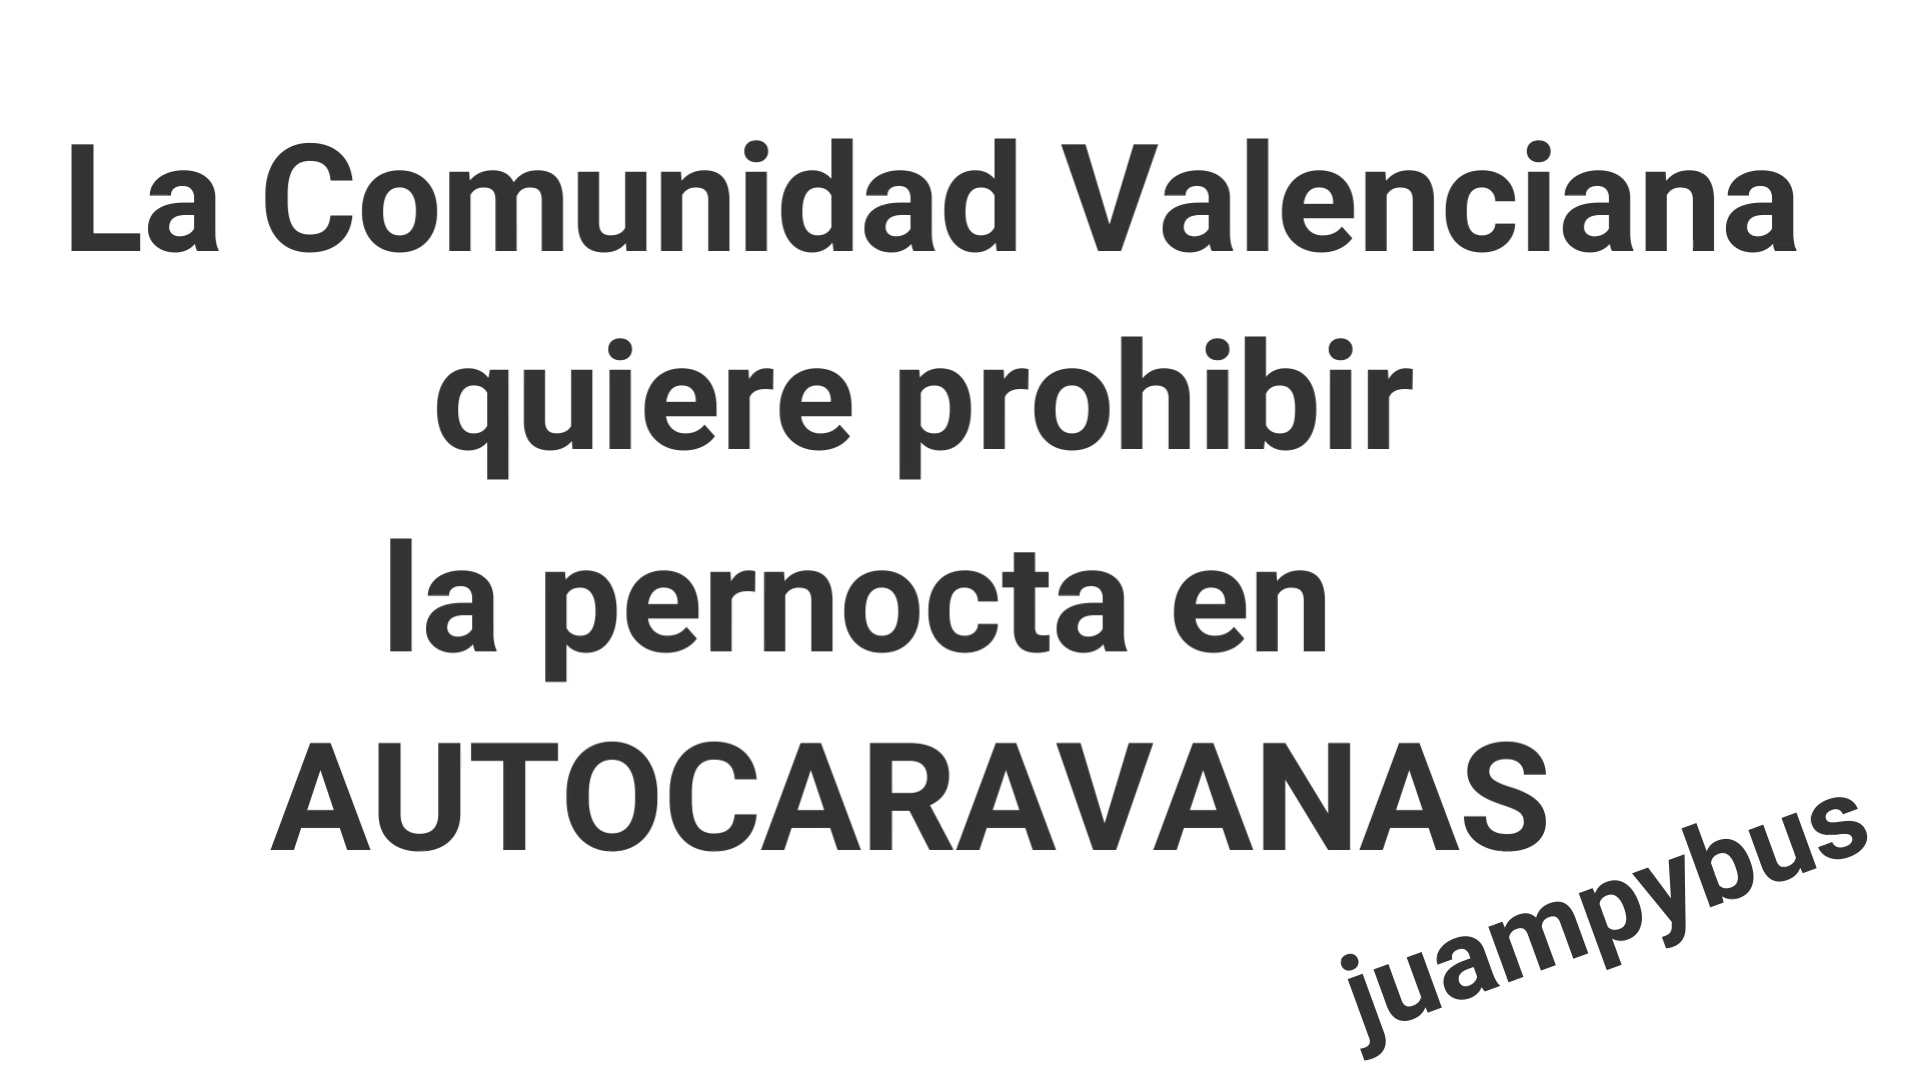 La Comunidad Valenciana
quiere prohibir
la pernocta en
AUTOCARAVANAS
juampybus